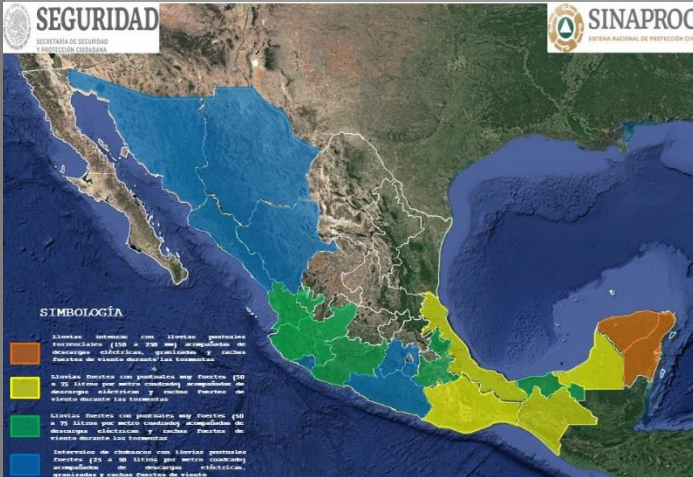 SEGURIDAD
SECRETARÍA DE SEGURIDAD
Y PROTECCIÓN CIUDADANA
SINAPROC
SISTEMA NACIONAL DE PROTECCIÓN CIV
SIMBOLOGÍA
Lluvias intensas con lluvias puntuales
torrenciales (150 a 250 mm) acompañadas de
descargas eléctricas, granizadas y rachas
fuertes de viento durante las tormentas
Lluvias fuertes con puntuales muy fuertes (50
a 75 litros por metro cuadrado) acompañadas de
descargas eléctricas y rachas fuertes de
viento durante las tormentas
Lluvias fuertes con puntuales muy fuertes (50
a 75 litros por metro cuadrado) acompañadas de
descargas eléctricas y rachas fuertes de
viento durante las tormentas
Intervalos de chubascos con lluvias puntuales
fuertes (25 a 50 litros por metro cuadrado)
acompañados de descargas eléctricas,
granizadas y rachas fuertes de viento